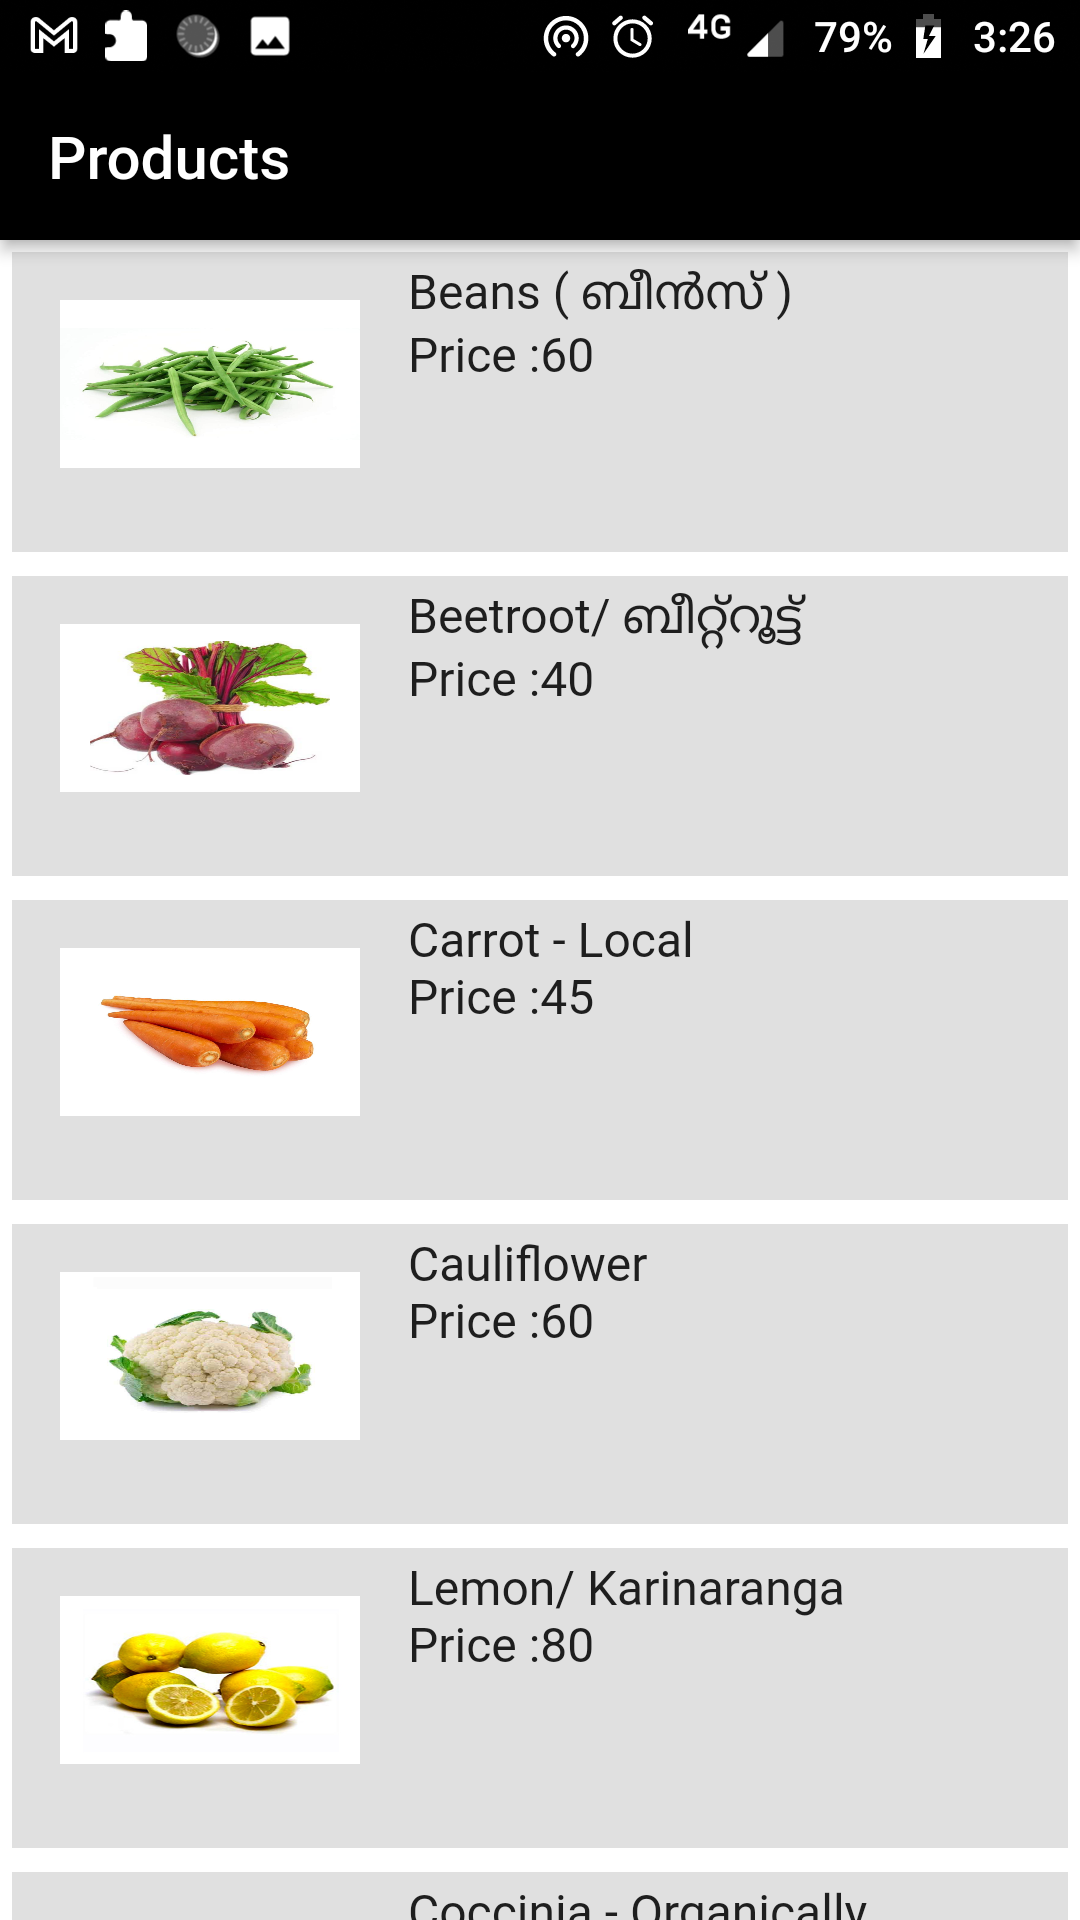 4G 79% 3:26
Products
Beans ( ബീൻസ് )
Price :60
Beetroot/ ബീറ്റ്റൂട്ട്
Price :40
Carrot - Local
Price :45
Cauliflower
Price :60
Lemon/ Karinaranga
Price :80
Coccinia - Organically